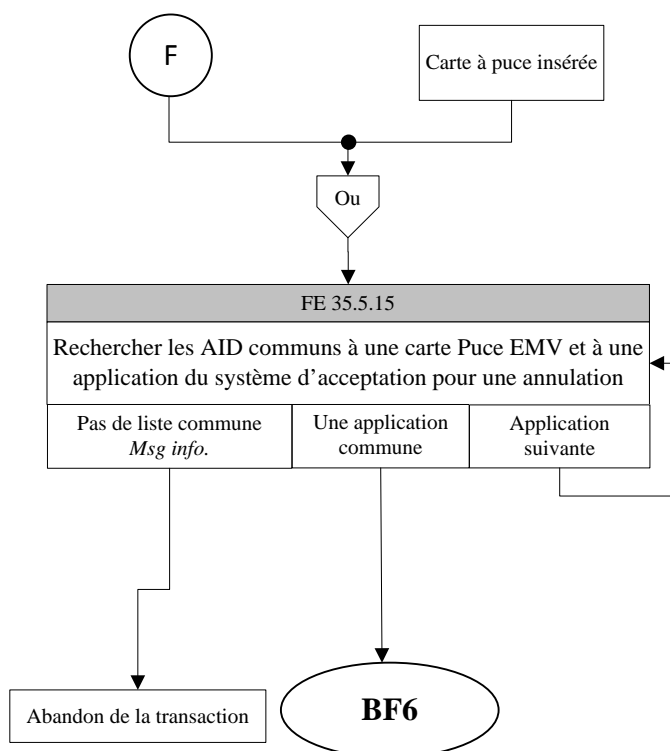 F
Carte à puce insérée
Ou
FE 35.5.15
Rechercher les AID communs à une carte Puce EMV et à une
application du système d’acceptation pour une annulation
Pas de liste commune
Msg info.
Une application
commune
Application
suivante
Abandon de la transaction
BF6